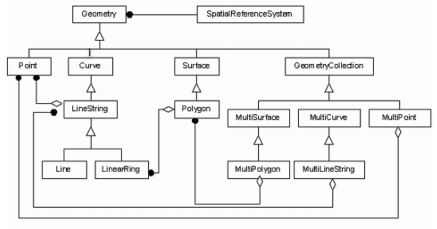 Geometry
SpatialReferenceSystem
Point
Curve
Surface
GeometryCollection
LineString
Polygon
MultiSurface
MultiCurve
MultiPoint
Line
LinearRing
MultiPolygon
MultiLineString